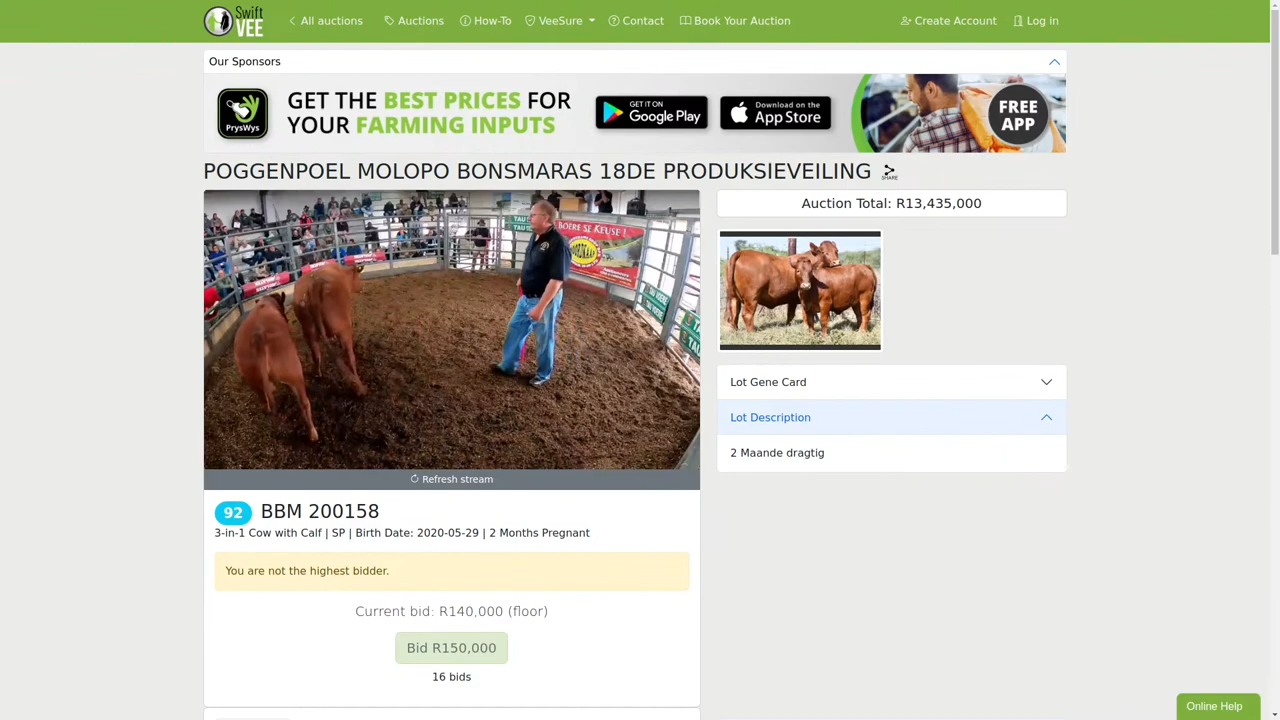 Swift
VEE
All auctions
Auctions
How-To
VeeSure
Contact
Book Your Auction
Create Account
Log in
Our Sponsors
PrysWys
GET THE BEST PRICES FOR
YOUR FARMING INPUTS
GET IT ON
Google Play
Download on the
App Store
FREE
APP
POGGENPOEL MOLOPO BONSMARAS 18DE PRODUKSIEVEILING
SHARE
Auction Total: R13,435,000
BOERE SE KEUSE !
Refresh stream
Lot Gene Card
Lot Description
2 Maande dragtig
92 BBM 200158
3-in-1 Cow with Calf | SP | Birth Date: 2020-05-29 | 2 Months Pregnant
You are not the highest bidder.
Current bid: R140,000 (floor)
Bid R150,000
16 bids
Online Help